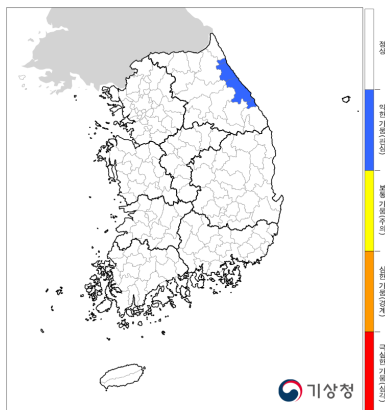 정상
약한 가뭄(관심)
보통 가뭄(주의)
심한 가뭄(경계)
극심한 가뭄(심각)
기상청